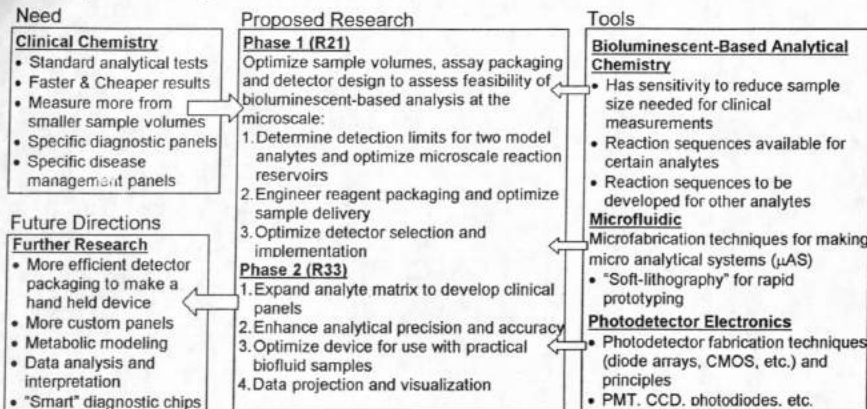 Need
Clinical Chemistry
• Standard analytical tests
• Faster & Cheaper results
• Measure more from
smaller sample volumes
• Specific diagnostic panels
• Specific disease
management panels
Future Directions
Further Research
• More efficient detector
packaging to make a
hand held device
• More custom panels
• Metabolic modeling
• Data analysis and
interpretation
• "Smart" diagnostic chips
Proposed Research
Phase 1 (R21)
Optimize sample volumes, assay packaging
and detector design to assess feasibility of
bioluminescent-based analysis at the
microscale:
1. Determine detection limits for two model
analytes and optimize microscale reaction
reservoirs
2. Engineer reagent packaging and optimize
sample delivery
3. Optimize detector selection and
implementation
Phase 2 (R33)
1. Expand analyte matrix to develop clinical
panels
2. Enhance analytical precision and accuracy
3. Optimize device for use with practical
biofluid samples
4. Data projection and visualization
Tools
Bioluminescent-Based Analytical
Chemistry
• Has sensitivity to reduce sample
size needed for clinical
measurements
• Reaction sequences available for
certain analytes
• Reaction sequences to be
developed for other analytes
Microfluidic
Microfabrication techniques for making
micro analytical systems (µAS)
• "Soft-lithography" for rapid
prototyping
Photodetector Electronics
• Photodetector fabrication techniques
(diode arrays, CMOS, etc.) and
principles
• PMT, CCD, photodiodes, etc.